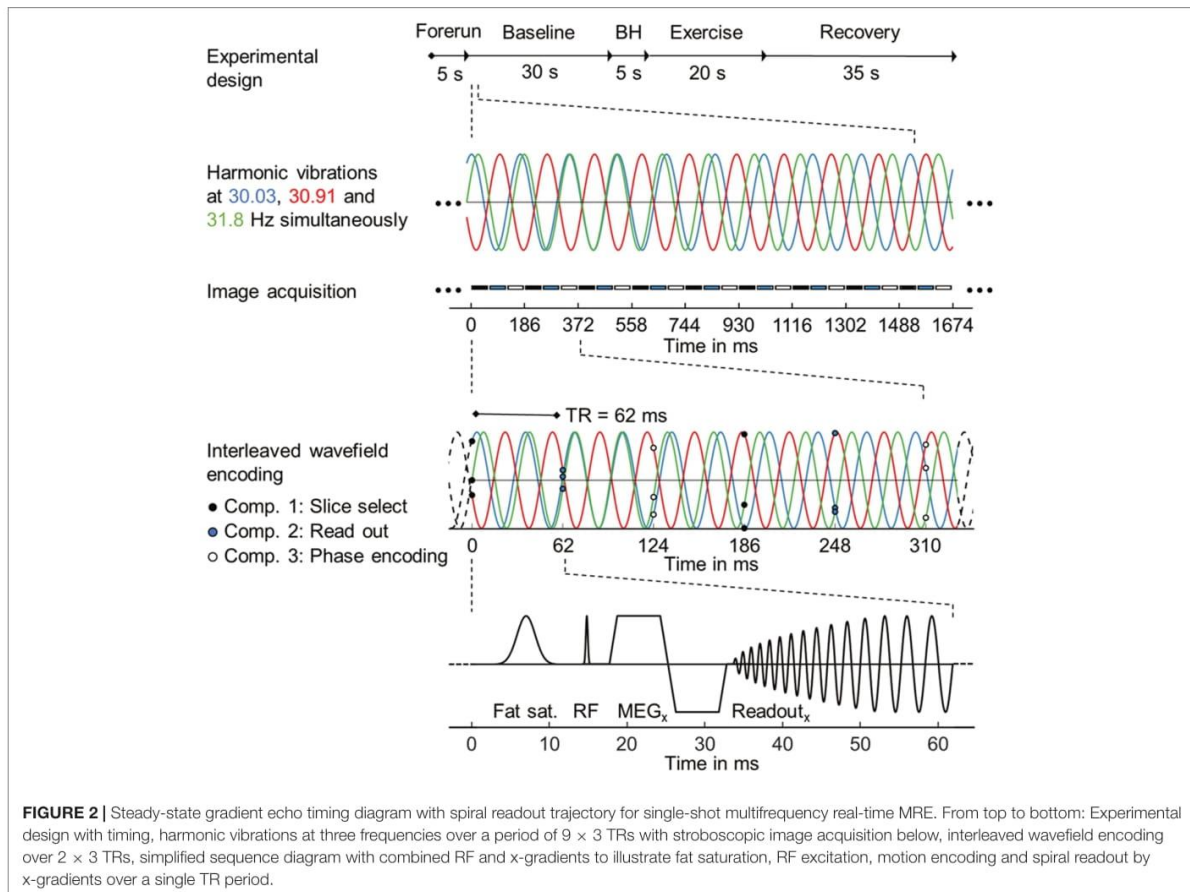 Forerun Baseline BH Exercise Recovery
Experimental
design
5 s 30 s 5 s 20 s 35 s
Harmonic vibrations
at 30.03, 30.91 and
31.8 Hz simultaneously
Image acquisition
0 186 372 558 744 930 1116 1302 1488 1674
Time in ms
TR = 62 ms
Interleaved wavefield
encoding
Comp. 1: Slice select
Comp. 2: Read out
Comp. 3: Phase encoding
0 62 124 186 248 310
Time in ms
Fat sat. RF MEGx Readoutx
0 10 20 30 40 50 60
Time in ms
FIGURE 2 | Steady-state gradient echo timing diagram with spiral readout trajectory for single-shot multifrequency real-time MRE. From top to bottom: Experimental
design with timing, harmonic vibrations at three frequencies over a period of 9 × 3 TRs with stroboscopic image acquisition below, interleaved wavefield encoding
over 2 × 3 TRs, simplified sequence diagram with combined RF and x-gradients to illustrate fat saturation, RF excitation, motion encoding and spiral readout by
x-gradients over a single TR period.